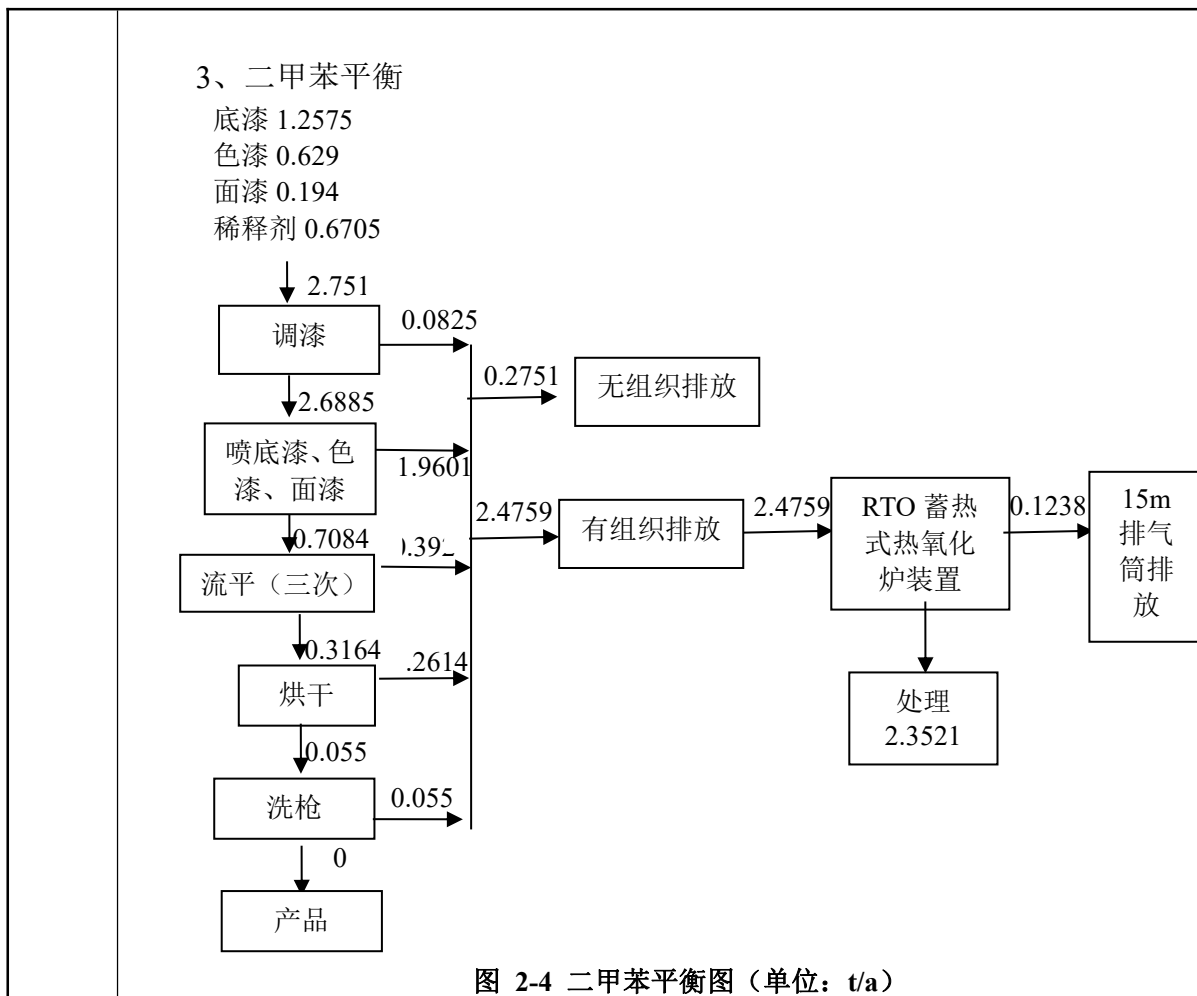 3、二甲苯平衡
底漆 1.2575
色漆 0.629
面漆 0.194
稀释剂 0.6705
2.751
调漆
0.0825
2.6885
喷底漆、色
漆、面漆
1.9601
0.7084
流平（三次）
0.3164
烘干
.2614
0.055
洗枪
0.055
0
产品
0.2751
无组织排放
2.4759
有组织排放
2.4759
RTO 蓄热
式热氧化
炉装置
0.1238
15m
排气
筒排
放
处理
2.3521
图 2-4 二甲苯平衡图（单位：t/a）